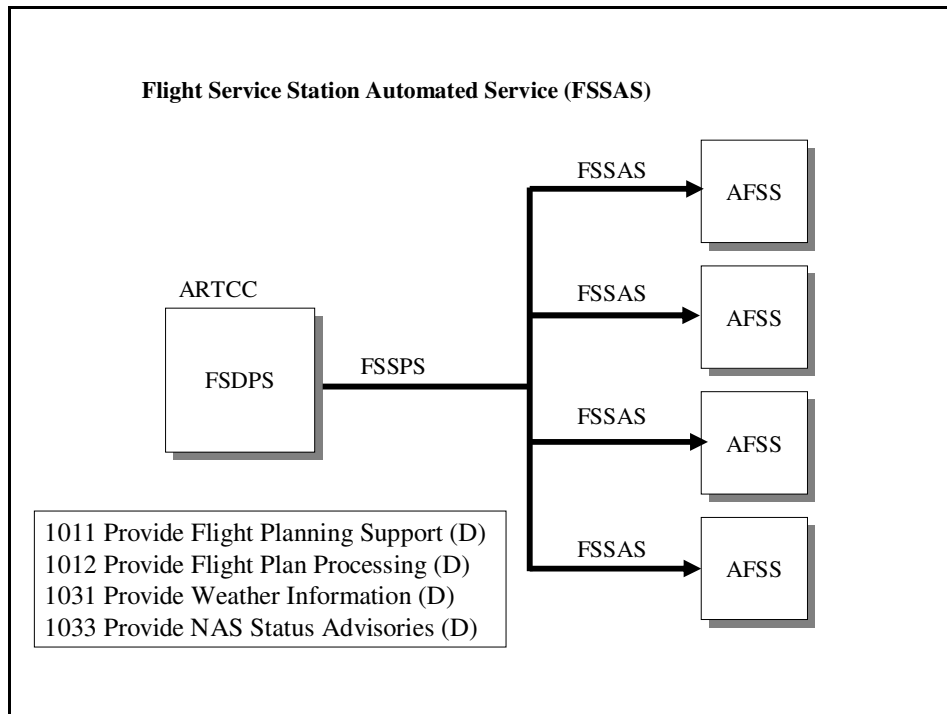 Flight Service Station Automated Service (FSSAS)
FSSAS
AFSS
FSSAS
AFSS
ARTCC
FSDPS
FSSPS
FSSAS
AFSS
FSSAS
AFSS
1011 Provide Flight Planning Support (D)
1012 Provide Flight Plan Processing (D)
1031 Provide Weather Information (D)
1033 Provide NAS Status Advisories (D)